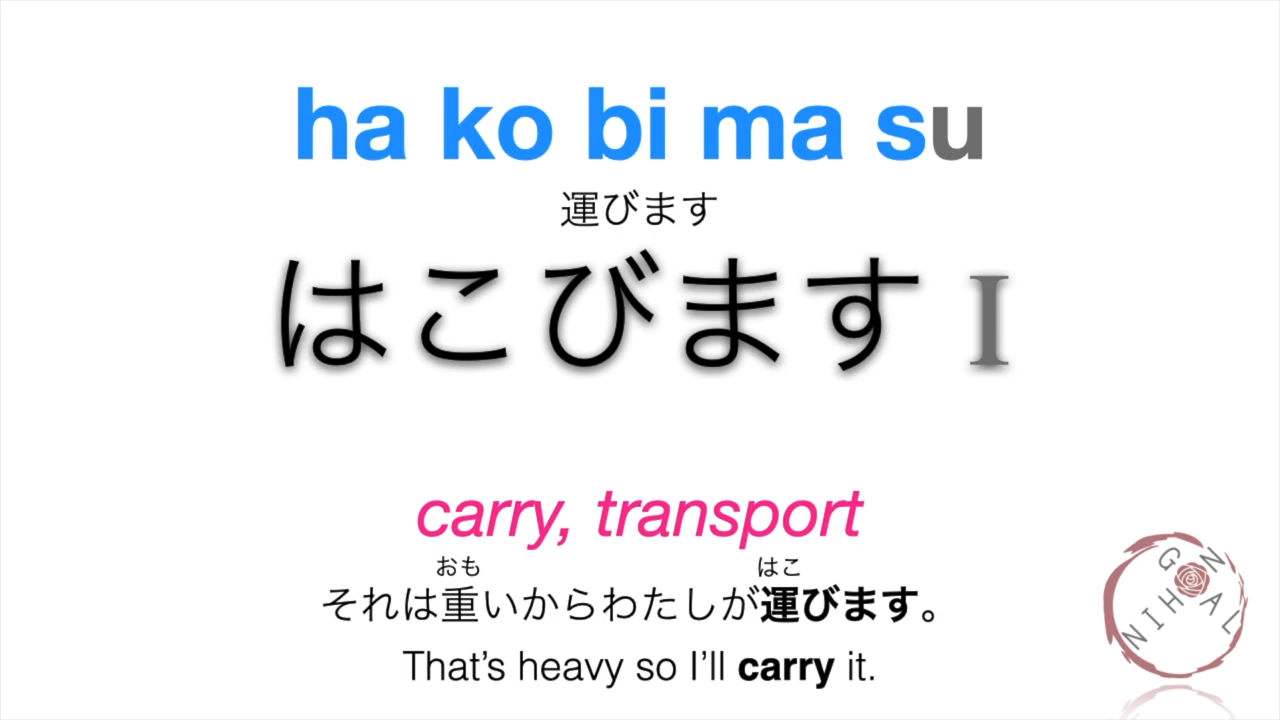 ha ko bi ma su
運びます
はこびます I
carry, transport
おも はこ
それは重いからわたしが運びます。
That's heavy so I'll carry it.
NIHON GO AL